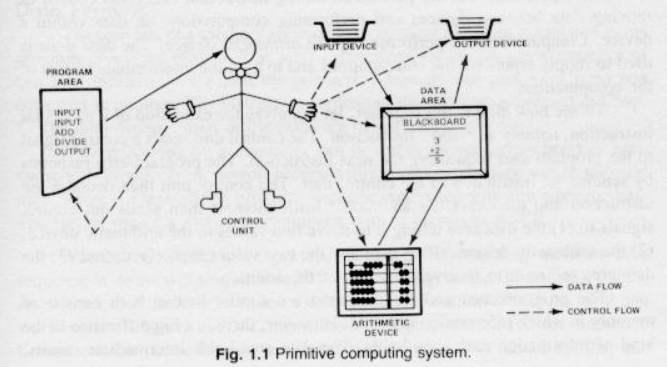 INPUT DEVICE
OUTPUT DEVICE
PROGRAM
AREA
INPUT
INPUT
ADD
DIVIDE
OUTPUT
DATA
AREA
BLACKBOARD
3
+2
5
CONTROL
UNIT
ARITHMETIC
DEVICE
DATA FLOW
CONTROL FLOW
Fig. 1.1 Primitive computing system.